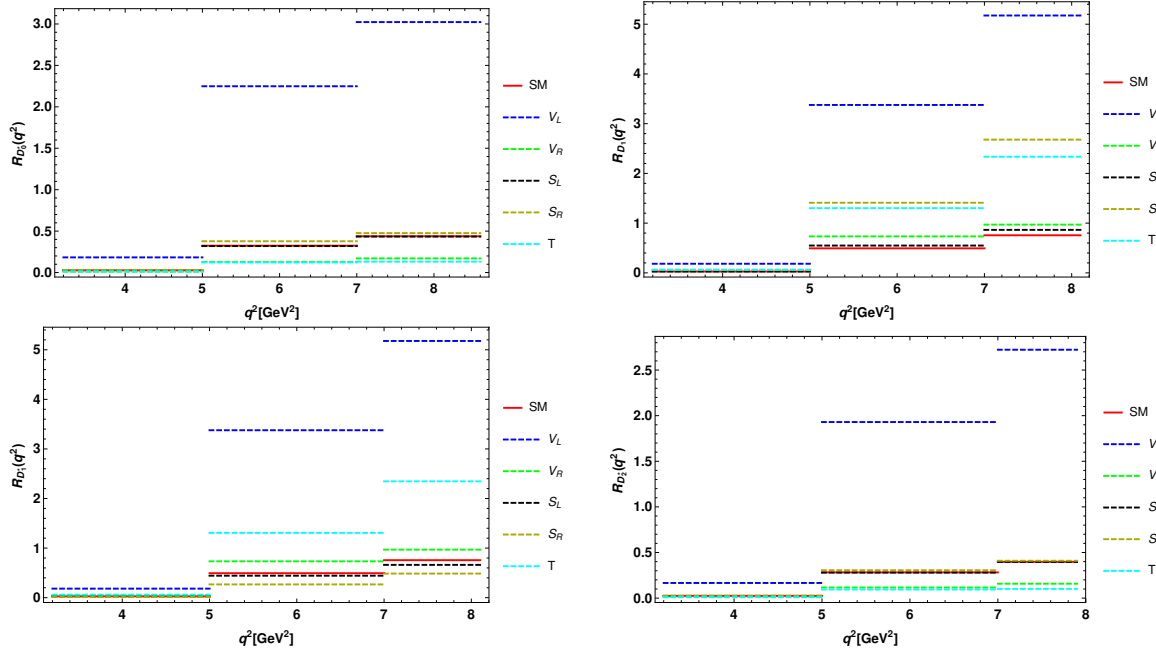 R_{D_0^*}(q^2)
3.0
2.5
2.0
1.5
1.0
0.5
0.0
4 5 6 7 8
q^2[GeV^2]
SM
V_L
V_R
S_L
S_R
T
R_{D_1}(q^2)
5
4
3
2
1
0
4 5 6 7 8
q^2[GeV^2]
SM
V
V
S
S
T
R_{D_1^*}(q^2)
5
4
3
2
1
0
4 5 6 7 8
q^2[GeV^2]
SM
V_L
V_R
S_L
S_R
T
R_{D_2^*}(q^2)
2.5
2.0
1.5
1.0
0.5
0.0
4 5 6 7 8
q^2[GeV^2]
SM
V
V
S
S
T